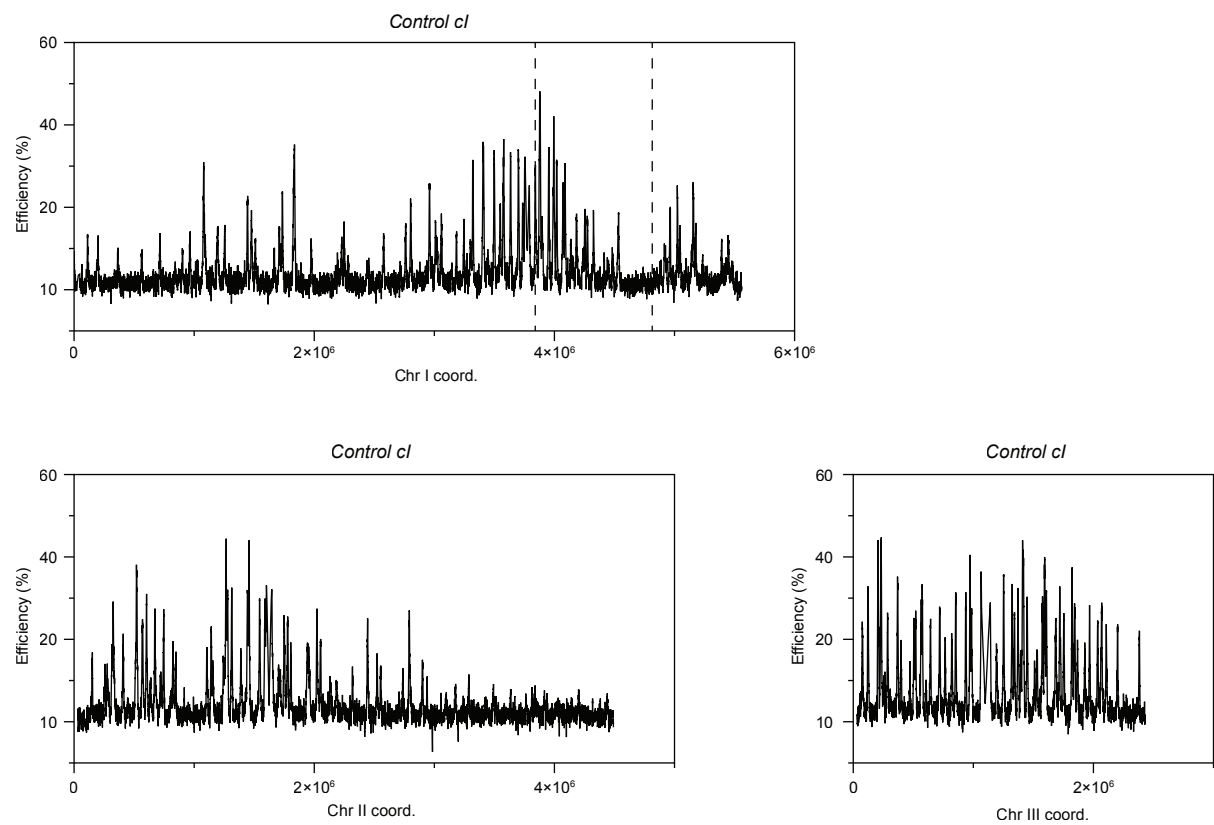 Control cI
60
40
20
10
Efficiency (%)
0
2×10⁶
4×10⁶
6×10⁶
Chr I coord.
Control cI
60
40
20
10
Efficiency (%)
0
2×10⁶
4×10⁶
Chr II coord.
Control cI
60
40
20
10
Efficiency (%)
0
2×10⁶
Chr III coord.